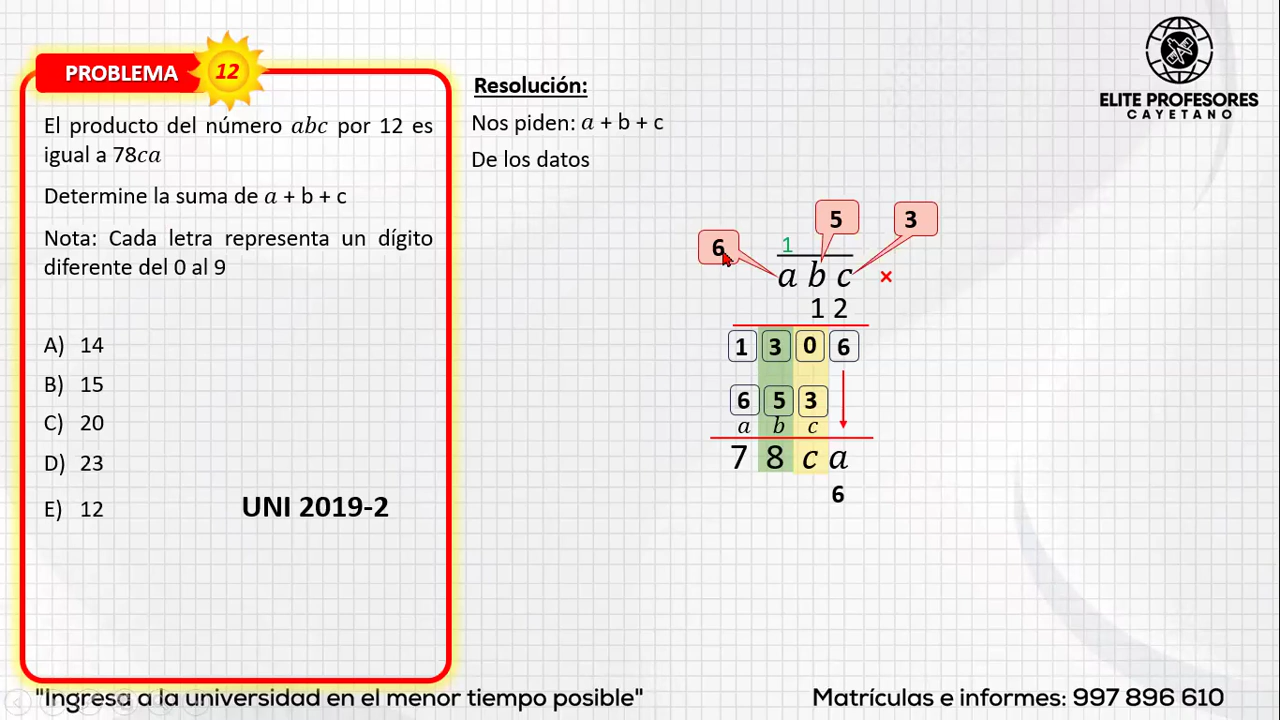 PROBLEMA 12
El producto del número abc por 12 es
igual a 78ca
Determine la suma de a + b + c
Nota: Cada letra representa un dígito
diferente del 0 al 9
A) 14
B) 15
C) 20
D) 23
E) 12
UNI 2019-2
Resolución:
Nos piden: a + b + c
De los datos
6 1 5 3
a b c ×
1 2
1 3 0 6
6 5 3
a b c
7 8 c a
6
ELITE PROFESORES
CAYETANO
"Ingresa a la universidad en el menor tiempo posible"
Matrículas e informes: 997 896 610